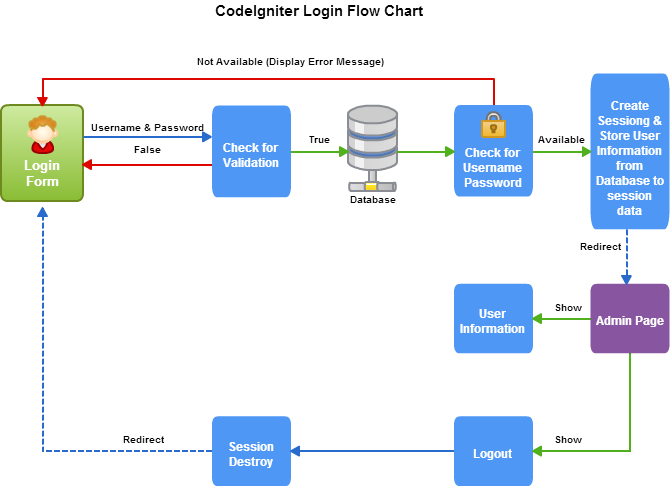 CodeIgniter Login Flow Chart
Not Available (Display Error Message)
Login
Form
Username & Password
False
Check for
Validation
True
Database
Check for
Username
Password
Available
Create
Sessiong &
Store User
Information
from
Database to
session
data
Redirect
User
Information
Show
Admin Page
Redirect
Session
Destroy
Logout
Show